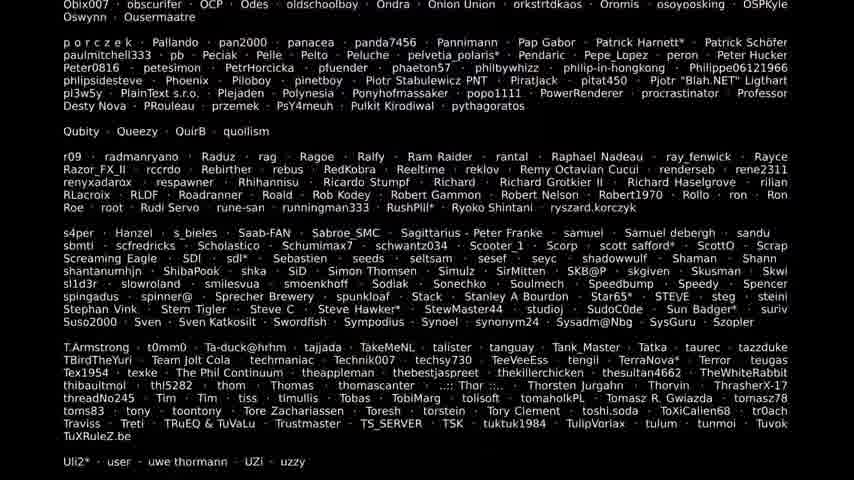 Obix007 · obscurifer · OCP · Odes · oldschoolboy · Ondra · Onion Union · orkstrtdkaos · Oromis · osoyoosking · OSPKyle
Oswynn · Ousermaatre
p o r c z e k · Pallando · pan2000 · panacea · panda7456 · Pannimann · Pap Gabor · Patrick Harnett* · Patrick Schöfer
paulmitchell333 · pb · Peciak · Pelle · Pelto · Peluche · pelvetia_polaris* · Pendaric · Pepe_Lopez · peron · Peter Hucker
Peter0816 · petesimon · PetrHorcicka · pfuender · phaeton57 · philbywhizz · philip-in-hongkong · Philippe06121966
phlipsidesteve · Phoenix · Piloboy · pinetboy · Piotr Stabulewicz PNT · PiratJack · pitat450 · Pjotr "Blah.NET" Ligthart
pl3w5y · PlainText s.r.o. · Plejaden · Polynesia · Ponyhofmassaker · popo1111 · PowerRenderer · procrastinator · Professor
Desty Nova · PRouleau · przemek · PsY4meuh · Pulkit Kirodiwal · pythagoratos
Qubity · Queezy · QuirB · quoilism
r09 · radmanryano · Raduz · rag · Ragoe · Ralfy · Ram Raider · rantal · Raphael Nadeau · ray_fenwick · Rayce
Razor_FX_II · rccrdo · Rebirther · rebus · RedKobra · Reeltime · reklov · Remy Octavian Cucui · renderseb · rene2311
renyxadarox · respawner · Rhihannisu · Ricardo Stumpf · Richard · Richard Grotkier II · Richard Haselgrove · rilian
RLacroix · RLDF · Roadranner · Roald · Rob Kodey · Robert Gammon · Robert Nelson · Robert1970 · Rollo · ron · Ron
Roe · root · Rudi Servo · rune-san · runningman333 · RushPill* · Ryoko Shintani · ryszard.korczyk
s4per · Hanzel · s_bieles · Saab-FAN · Sabroe_SMC · Sagittarius - Peter Franke · samuel · Samuel debergh · sandu
sbmti · scfredricks · Scholastico · Schumimax7 · schwantz034 · Scooter_1 · Scorp · scott safford* · ScottO · Scrap
Screaming Eagle · SDI · sdl* · Sebastien · seeds · seltsam · sesef · seyc · shadowwulf · Shaman · Shann
shantanumhjn · ShibaPook · shka · SiD · Simon Thomsen · Simulz · SirMitten · SKB@P · skgiven · Skusman · Skwi
sl1d3r · slowroland · smilesvua · smoenkhoff · Sodiak · Sonechko · Soulmech · Speedbump · Speedy · Spencer
spingadus · spinner@ · Sprecher Brewery · spunkloaf · Stack · Stanley A Bourdon · Star65* · STE\/E · steg · steini
Stephan Vink · Stern Tigler · Steve C · Steve Hawker* · StewMaster44 · studioj · SudoC0de · Sun Badger* · suriv
Suso2000 · Sven · Sven Katkosilt · Swordfish · Sympodius · Synoel · synonym24 · Sysadm@Nbg · SysGuru · Szopler
T.Armstrong · t0mm0 · Ta-duck@hrhm · tajjada · TakeMeNL · talister · tanguay · Tank_Master · Tatka · taurec · tazzduke
TBirdTheYuri · Team Jolt Cola · techmaniac · Technik007 · techsy730 · TeeVeeEss · tengil · TerraNova* · Terror · teugas
Tex1954 · texke · The Phil Continuum · theappleman · thebestjaspreet · thekillerchicken · thesultan4662 · TheWhiteRabbit
thibaultmol · thl5282 · thom · Thomas · thomascanter · ..:: Thor ::.. · Thorsten Jurgahn · Thorvin · ThrasherX-17
threadNo245 · Tim · Tim · tiss · tlmullis · Tobas · TobiMarg · tolisoft · tomaholkPL · Tomasz R. Gwiazda · tomasz78
toms83 · tony · toontony · Tore Zachariassen · Toresh · torstein · Tory Clement · toshi.soda · ToXiCalien68 · tr0ach
Traviss · Treti · TRuEQ & TuVaLu · Trustmaster · TS_SERVER · TSK · tuktuk1984 · TulipVorlax · tulum · tunmoi · Tuvok
TuXRuleZ.be
Uli2* · user · uwe thormann · UZi · uzzy